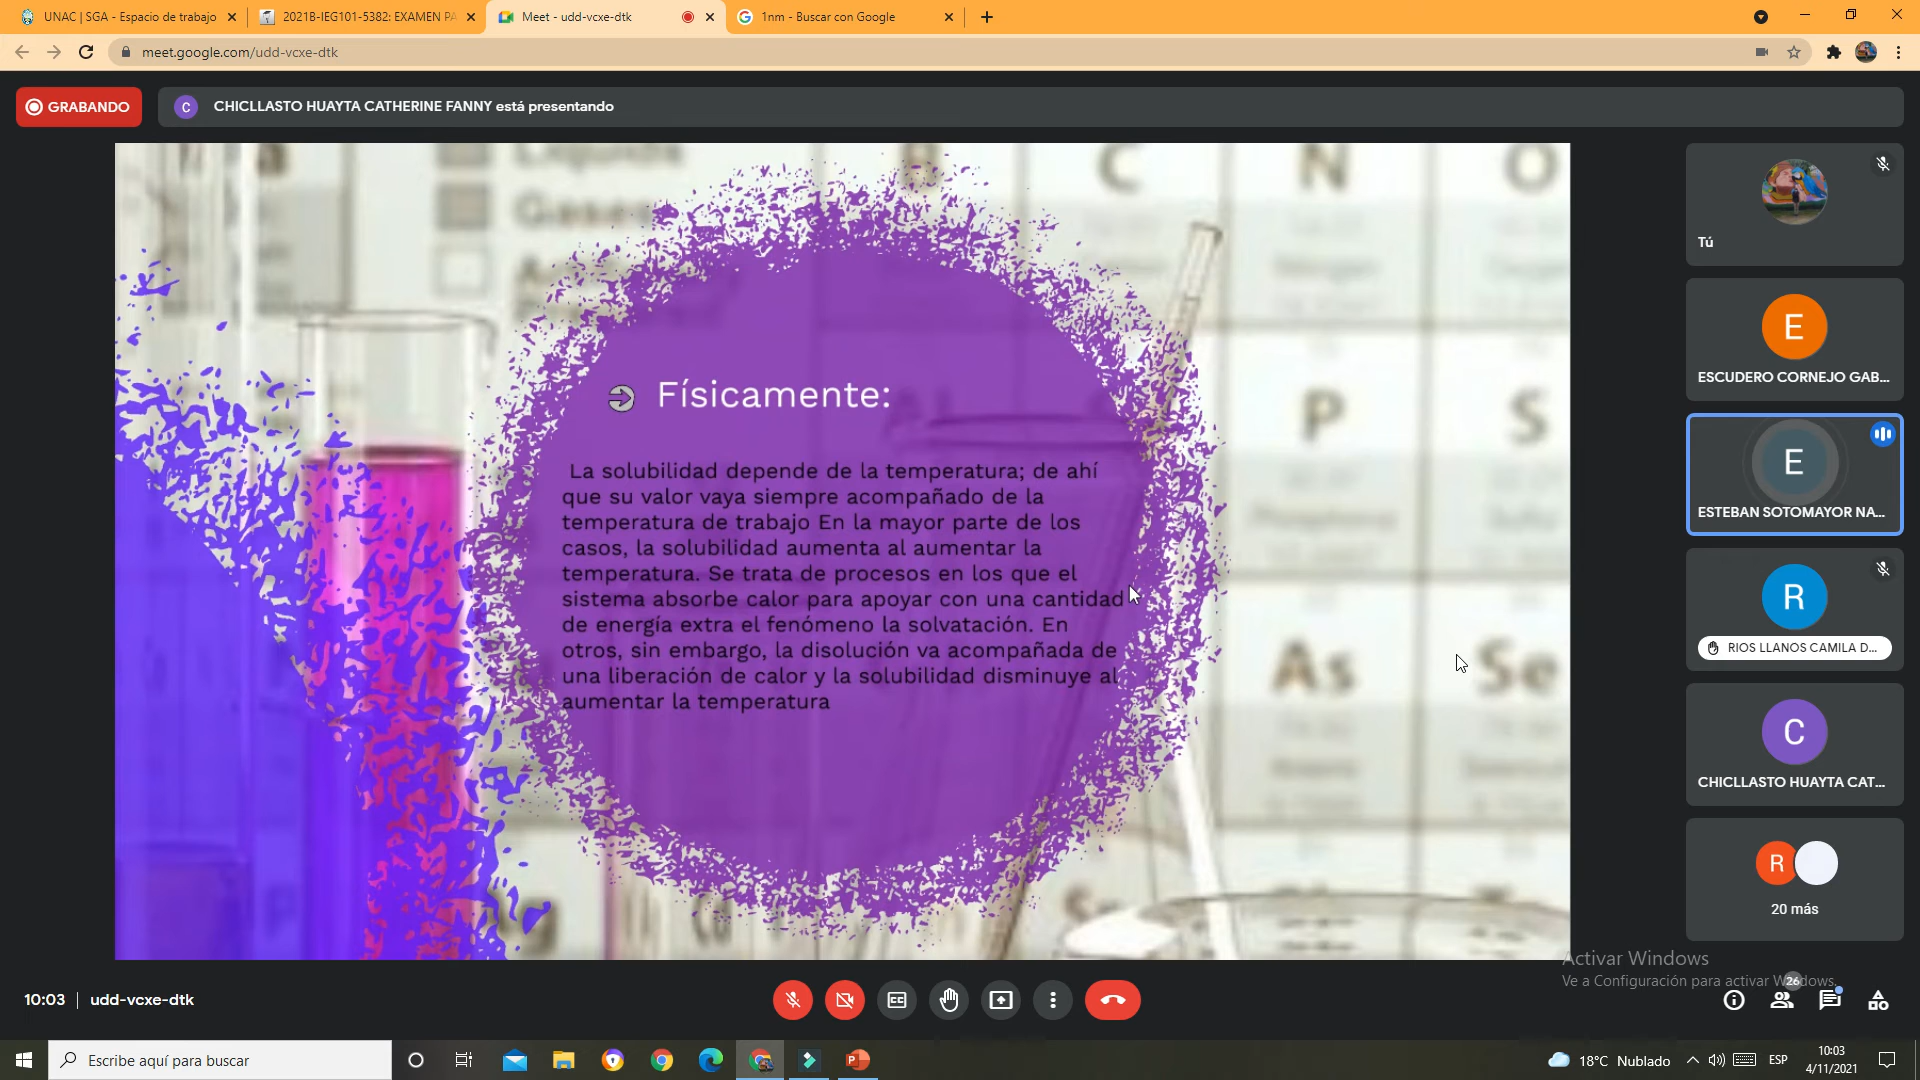 UNAC | SGA - Espacio de trabajo
2021B-IEG101-5382: EXAMEN PA
Meet - udd-vcxe-dtk
1nm - Buscar con Google
meet.google.com/udd-vcxe-dtk
GRABANDO
C
CHICLLASTO HUAYTA CATHERINE FANNY está presentando
Gases
B
C
N
O
P
S
As
Se
Físicamente:
La solubilidad depende de la temperatura; de ahí
que su valor vaya siempre acompañado de la
temperatura de trabajo En la mayor parte de los
casos, la solubilidad aumenta al aumentar la
temperatura. Se trata de procesos en los que el
sistema absorbe calor para apoyar con una cantidad
de energía extra el fenómeno la solvatación. En
otros, sin embargo, la disolución va acompañada de
una liberación de calor y la solubilidad disminuye al
aumentar la temperatura
Tú
E
ESCUDERO CORNEJO GAB...
E
ESTEBAN SOTOMAYOR NA...
R
RIOS LLANOS CAMILA D...
C
CHICLLASTO HUAYTA CAT...
R
20 más
Activar Windows
Ve a Configuración para activar Windows.
26
10:03
udd-vcxe-dtk
Escribe aquí para buscar
18°C Nublado
ESP
10:03
4/11/2021